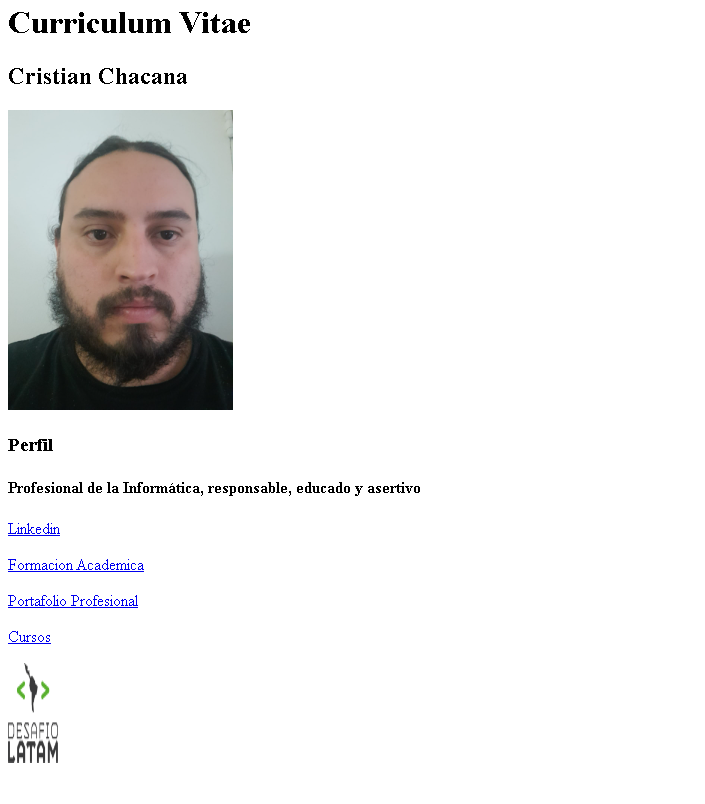 Curriculum Vitae
Cristian Chacana
Perfil
Profesional de la Informática, responsable, educado y asertivo
Linkedin
Formacion Academica
Portafolio Profesional
Cursos
DESAFIO
LATAM